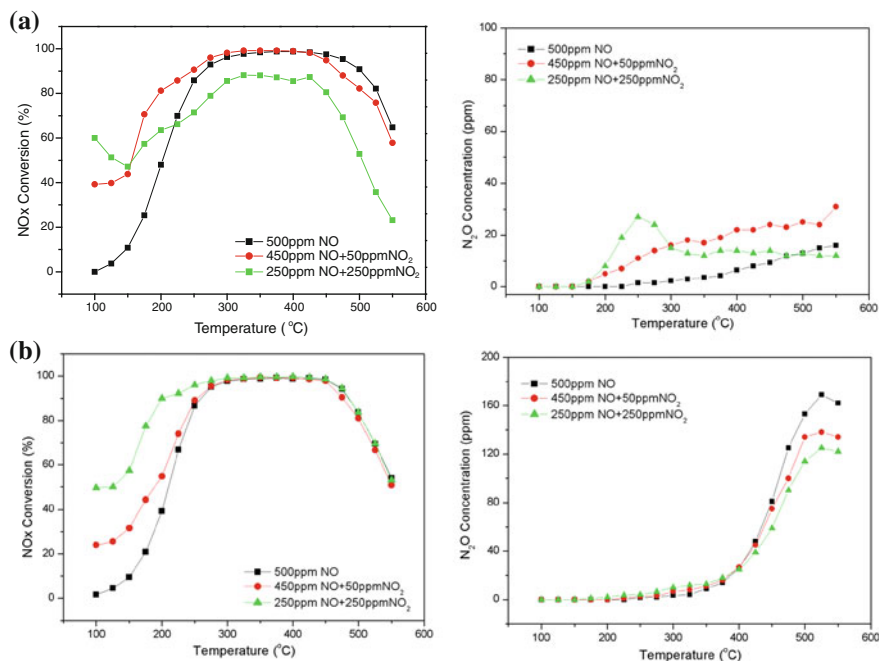 (a)
100
80
60
40
20
0
NOx Conversion (%)
500ppm NO
450ppm NO+50ppmNO₂
250ppm NO+250ppmNO₂
100 200 300 400 500 600
Temperature (°C)
100
80
60
40
20
0
N₂O Concentration (ppm)
500ppm NO
450ppm NO+50ppmNO₂
250ppm NO+250ppmNO₂
100 200 300 400 500 600
Temperature (°C)
(b)
100
80
60
40
20
0
NOx Conversion (%)
500ppm NO
450ppm NO+50ppmNO₂
250ppm NO+250ppmNO₂
100 200 300 400 500 600
Temperature (°C)
200
160
120
80
40
0
N₂O Concentration (ppm)
500ppm NO
450ppm NO+50ppmNO₂
250ppm NO+250ppmNO₂
100 200 300 400 500 600
Temperature (°C)